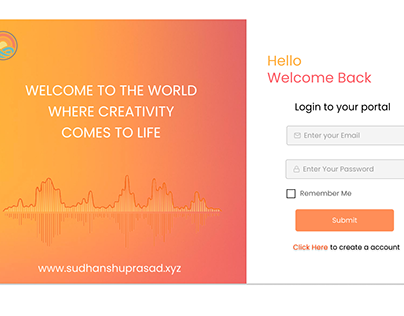 WELCOME TO THE WORLD
WHERE CREATIVITY
COMES TO LIFE
www.sudhanshuprasad.xyz
Hello
Welcome Back
Login to your portal
Enter your Email
Enter Your Password
Remember Me
Submit
Click Here to create a account